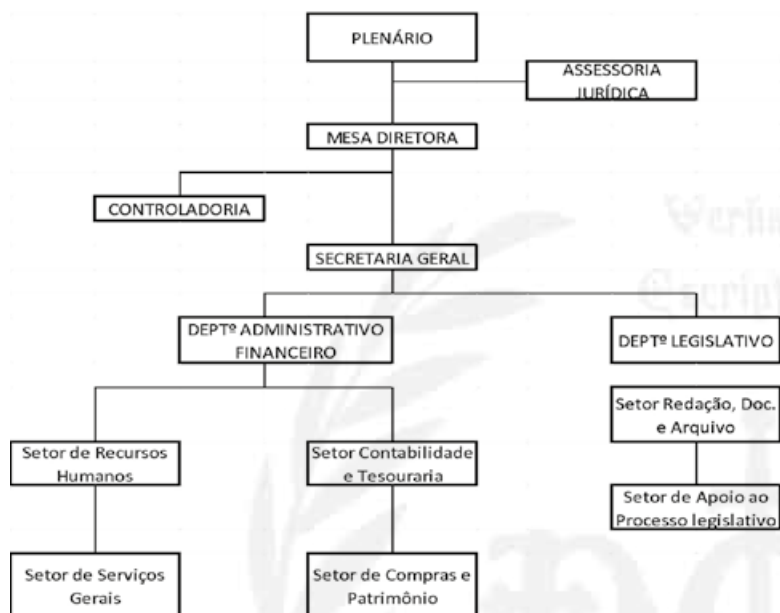 PLENÁRIO
ASSESSORIA
JURÍDICA
MESA DIRETORA
CONTROLADORIA
SECRETARIA GERAL
DEPTº ADMINISTRATIVO
FINANCEIRO
DEPTº LEGISLATIVO
Setor Redação, Doc.
e Arquivo
Setor de Recursos
Humanos
Setor Contabilidade
e Tesouraria
Setor de Apoio ao
Processo legislativo
Setor de Serviços
Gerais
Setor de Compras e
Patrimônio